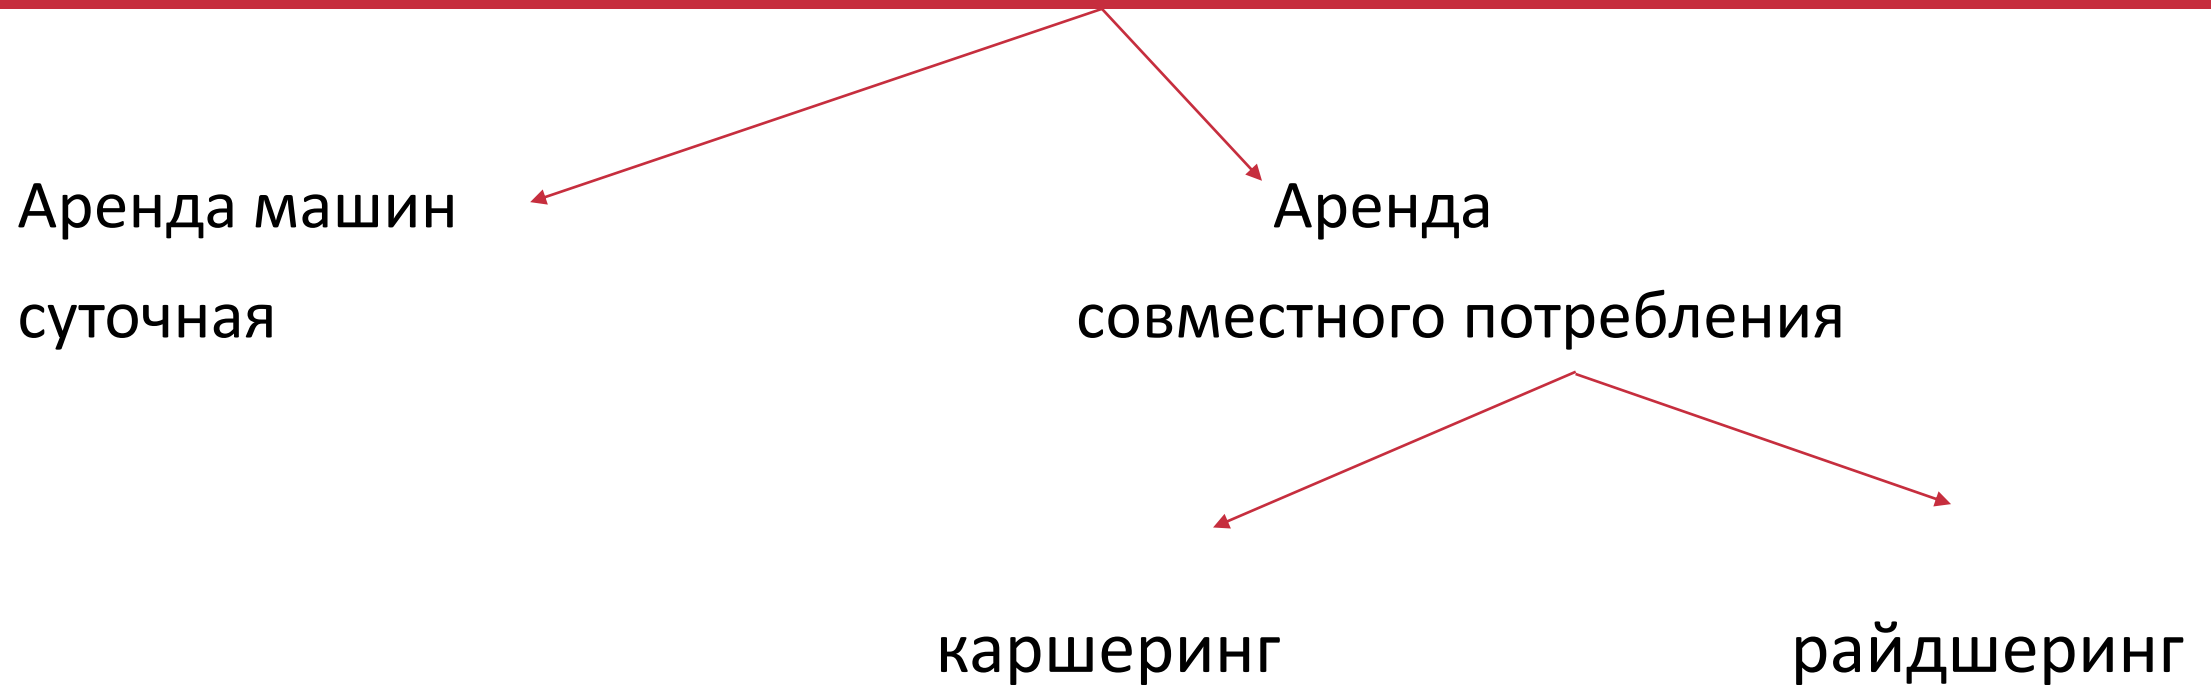 Аренда машин
суточная
Аренда
совместного потребления
каршеринг
райдшеринг